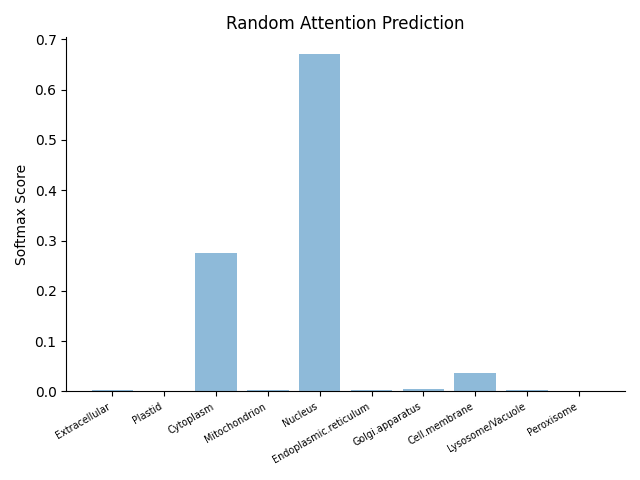 Random Attention Prediction
Softmax Score
0.7
0.6
0.5
0.4
0.3
0.2
0.1
0.0
Extracellular
Plastid
Cytoplasm
Mitochondrion
Nucleus
Endoplasmic.reticulum
Golgi.apparatus
Cell.membrane
Lysosome/Vacuole
Peroxisome